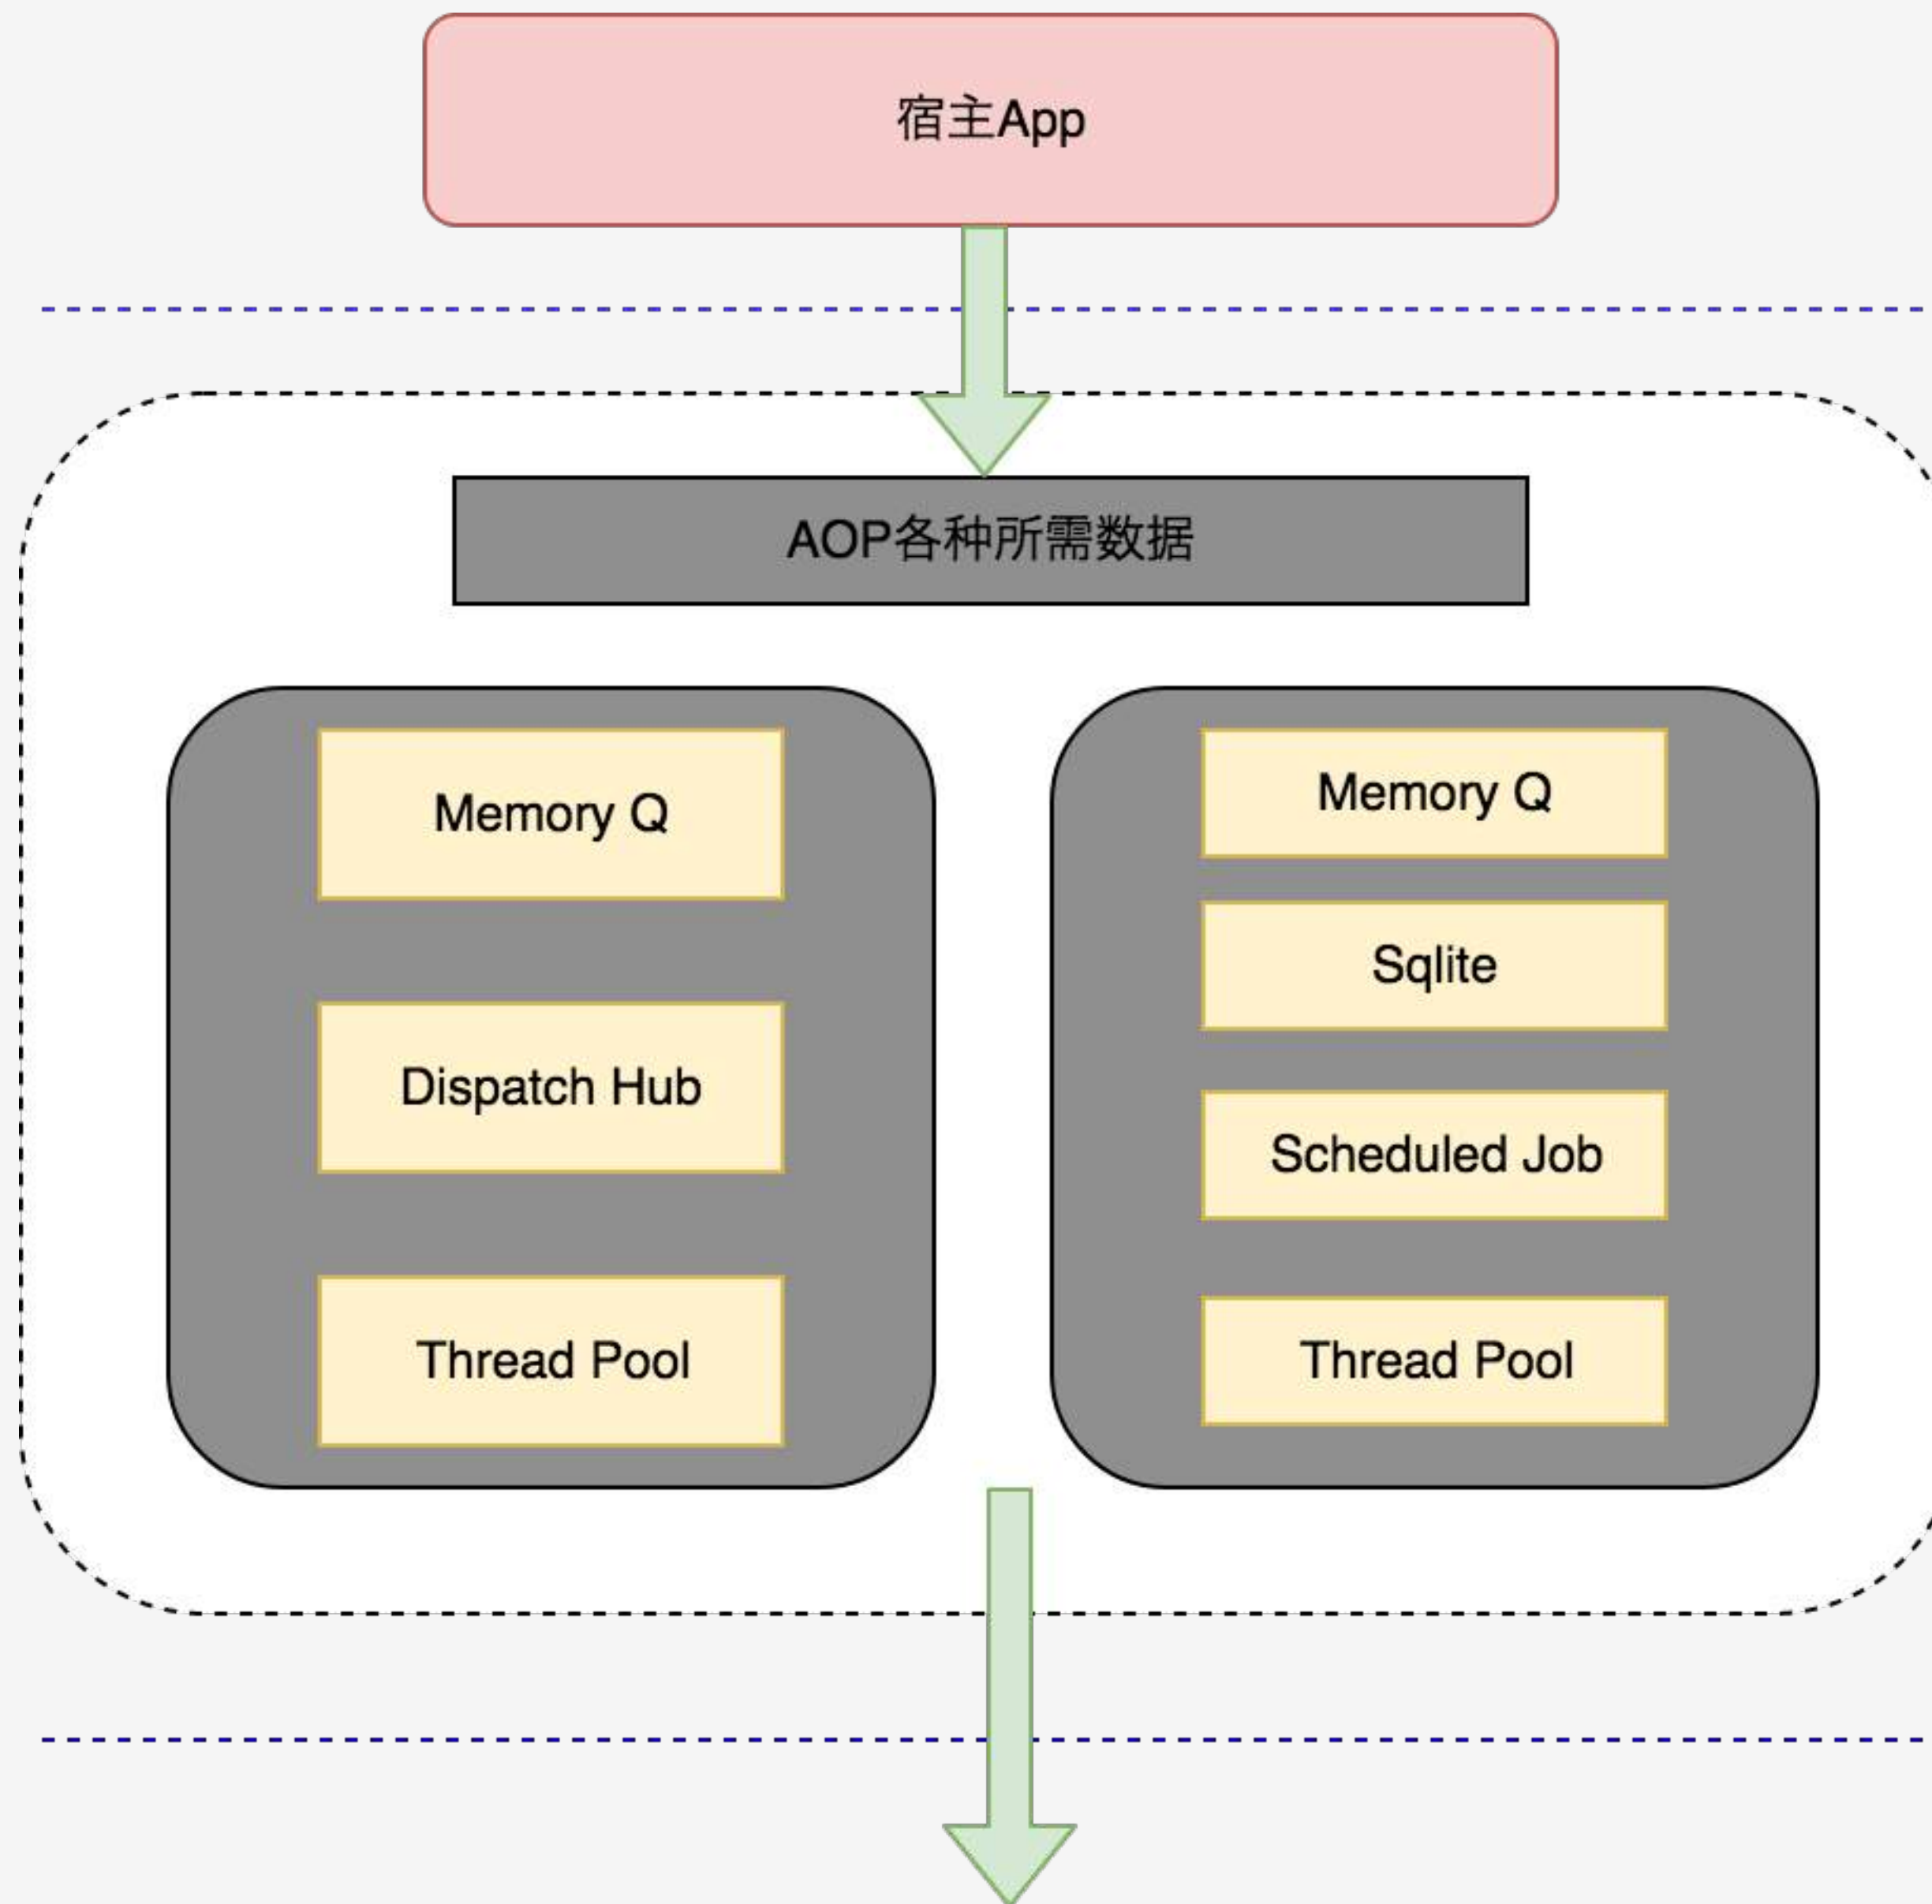 宿主App
AOP各种所需数据
Memory Q
Dispatch Hub
Thread Pool
Memory Q
Sqlite
Scheduled Job
Thread Pool